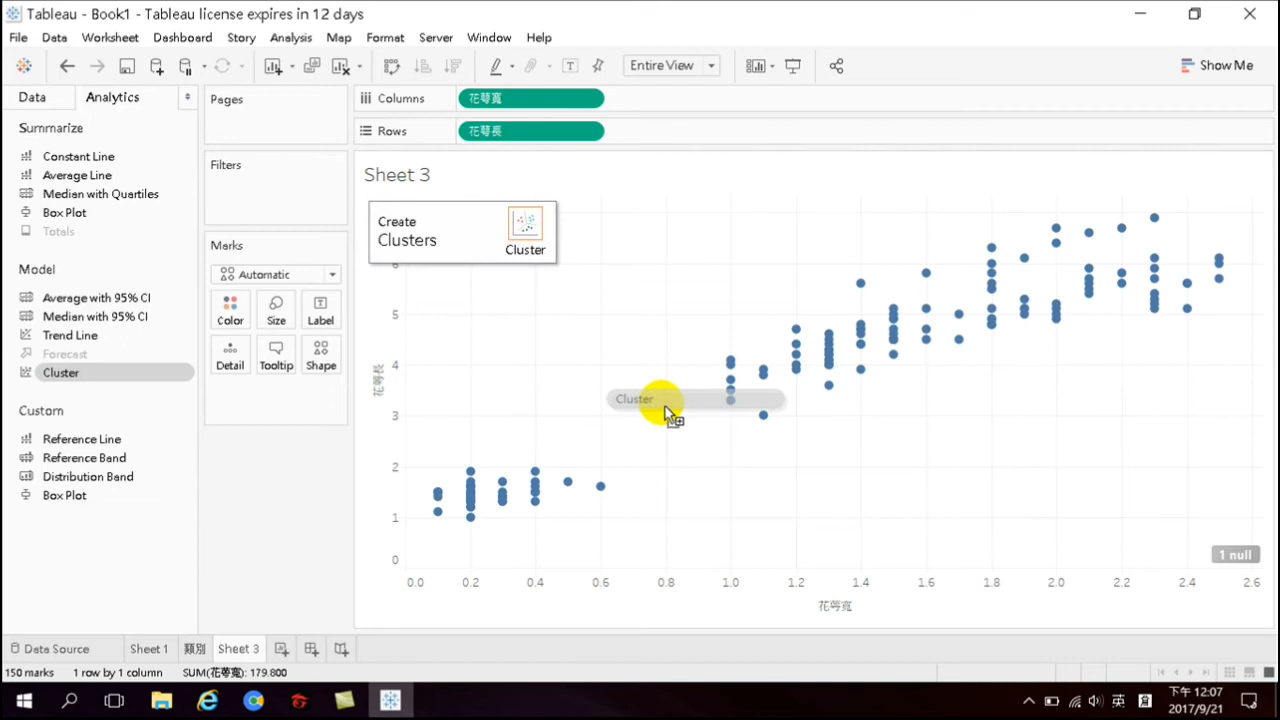 Tableau - Book1 - Tableau license expires in 12 days
File Data Worksheet Dashboard Story Analysis Map Format Server Window Help
Entire View
Show Me
Data Analytics
Summarize
Constant Line
Average Line
Median with Quartiles
Box Plot
Totals
Model
Average with 95% CI
Median with 95% CI
Trend Line
Forecast
Cluster
Custom
Reference Line
Reference Band
Distribution Band
Box Plot
Pages
Filters
Marks
Automatic
Color Size Label
Detail Tooltip Shape
Columns 花萼寬
Rows 花萼長
Sheet 3
Create
Clusters
Cluster
6
5
4
3
2
1
0
花萼長
Cluster
1 null
0.0 0.2 0.4 0.6 0.8 1.0 1.2 1.4 1.6 1.8 2.0 2.2 2.4 2.6
花萼寬
Data Source Sheet 1 類別 Sheet 3
150 marks 1 row by 1 column SUM(花萼寬): 179.800
英
下午 12:07
2017/9/21